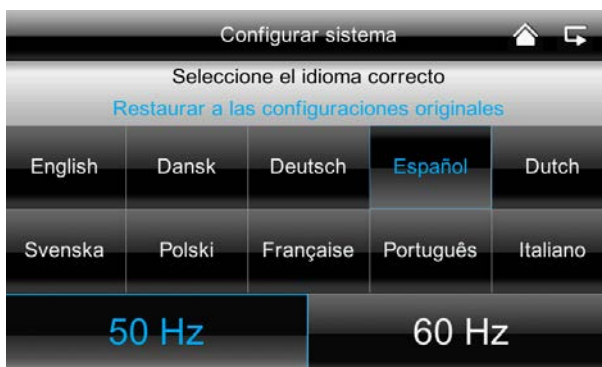 Configurar sistema
Seleccione el idioma correcto
Restaurar a las configuraciones originales
English Dansk Deutsch Español Dutch
Svenska Polski Française Português Italiano
50 Hz 60 Hz